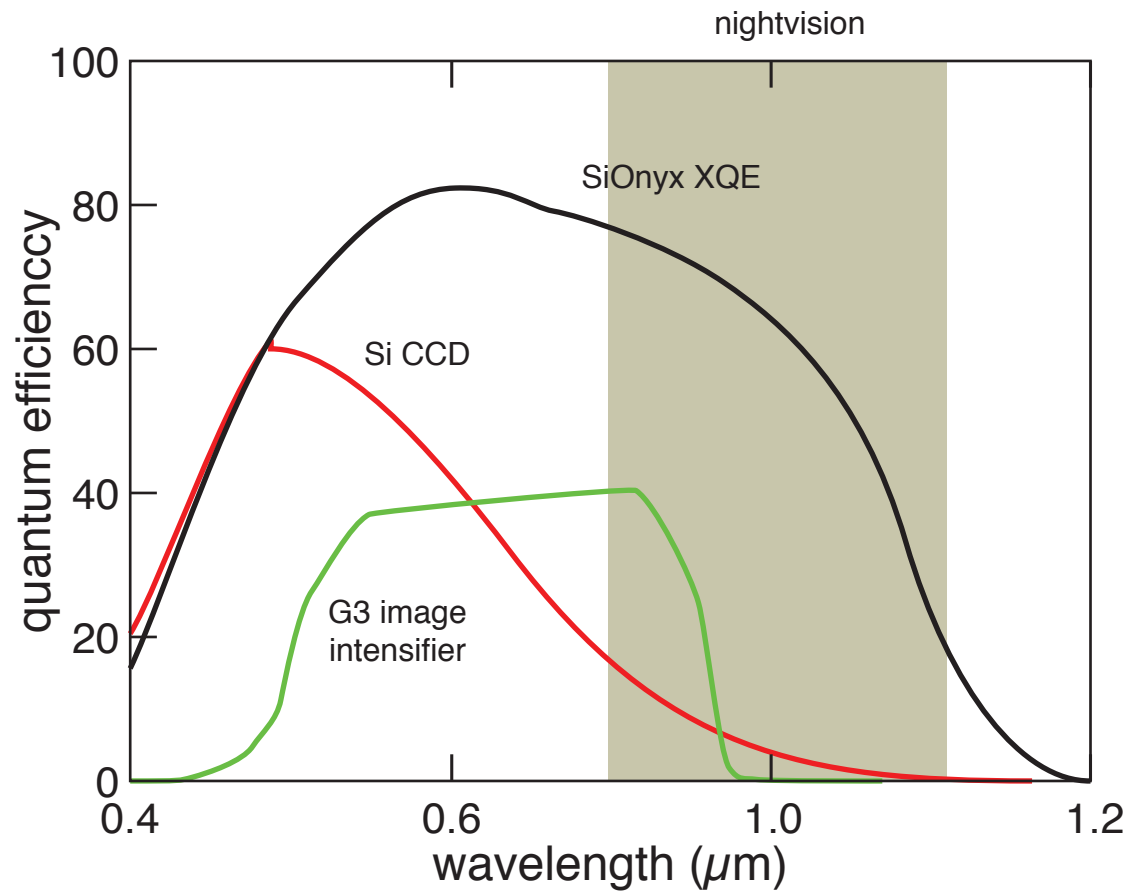 nightvision
100
SiOnyx XQE
80
Si CCD
60
40
G3 image
intensifier
20
0
0.4
0.6
1.0
1.2
quantum efficienccy
wavelength (µm)